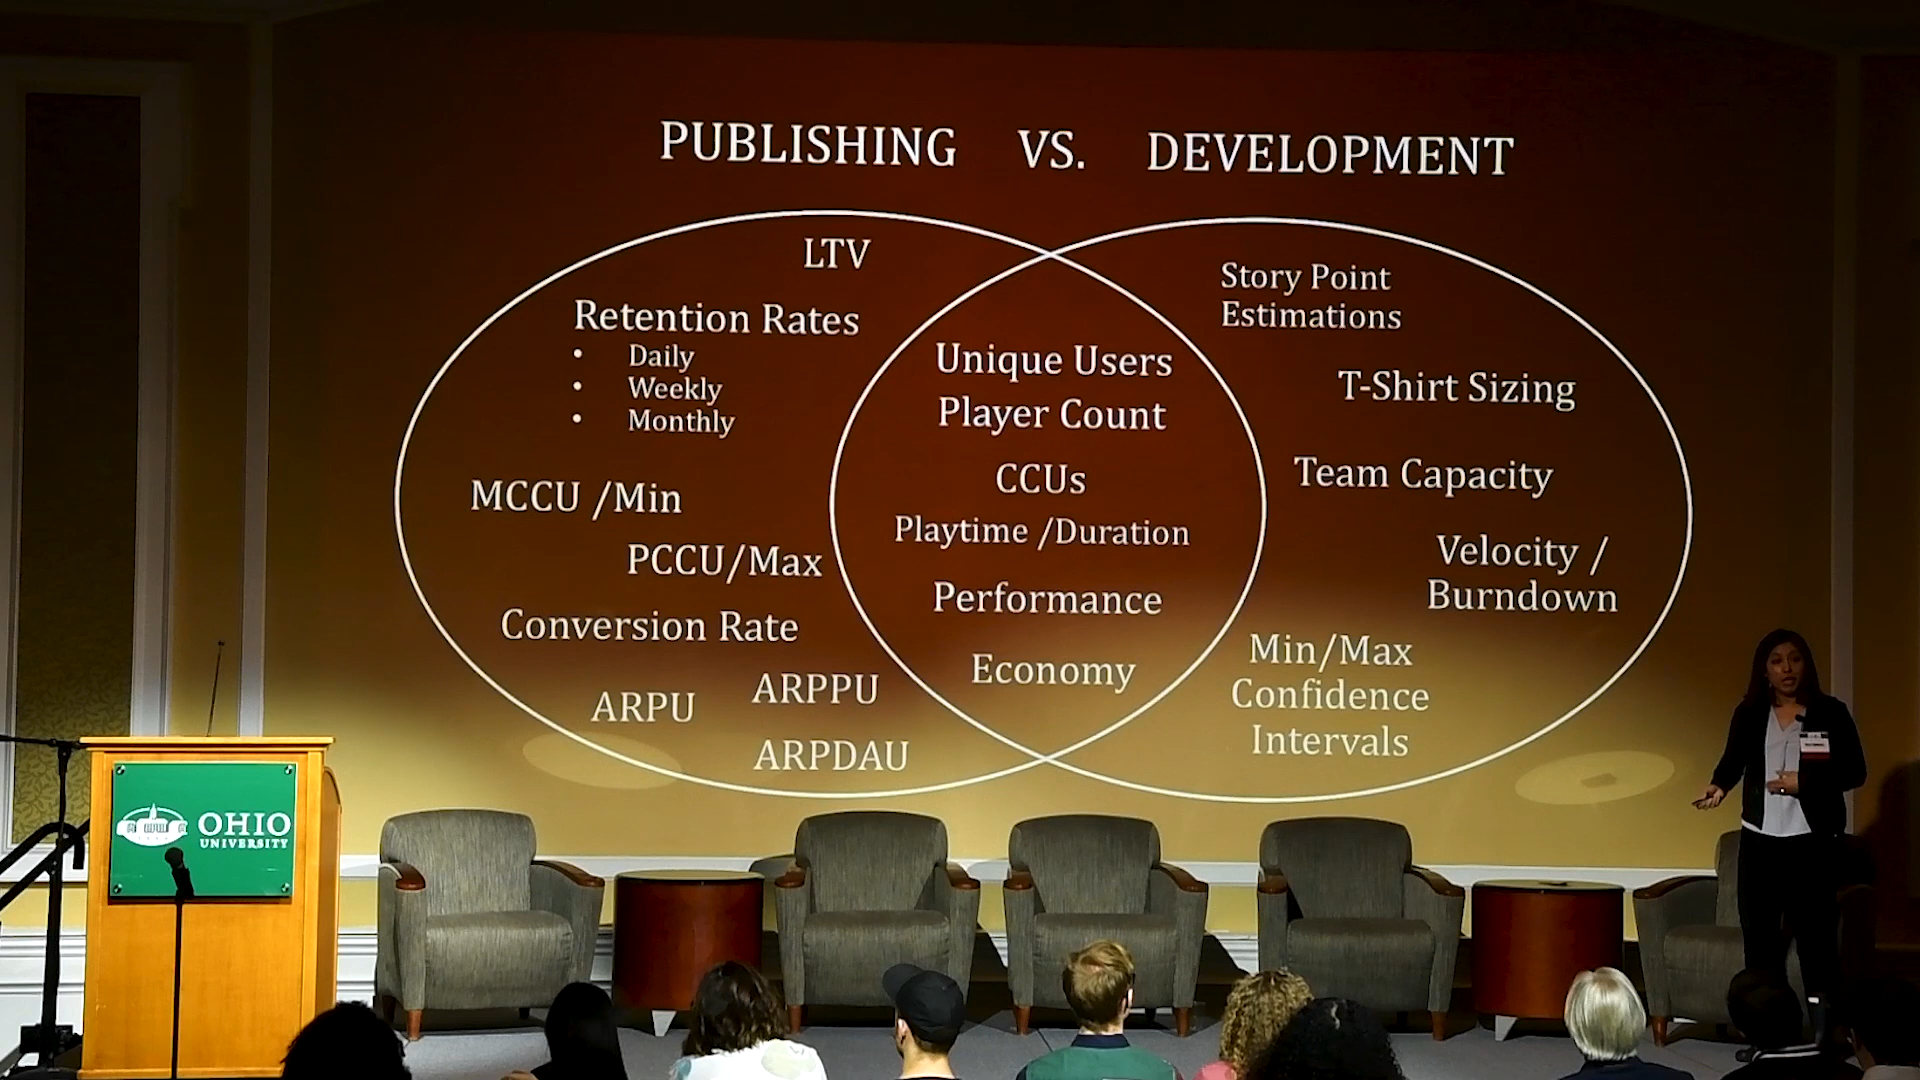 PUBLISHING VS. DEVELOPMENT
LTV
Retention Rates
• Daily
• Weekly
• Monthly
MCCU /Min
PCCU/Max
Conversion Rate
ARPU
ARPPU
ARPDAU
Unique Users
Player Count
CCUs
Playtime /Duration
Performance
Economy
Story Point
Estimations
T-Shirt Sizing
Team Capacity
Velocity /
Burndown
Min/Max
Confidence
Intervals
OHIO
UNIVERSITY